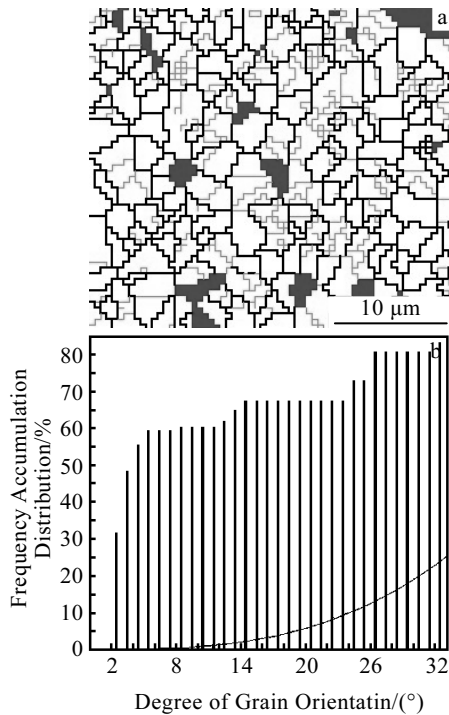 a
10 μm
b
80
70
60
50
40
30
20
10
0
Frequency Accumulation
Distribution/%
2 8 14 20 26 32
Degree of Grain Orientatin/(°)